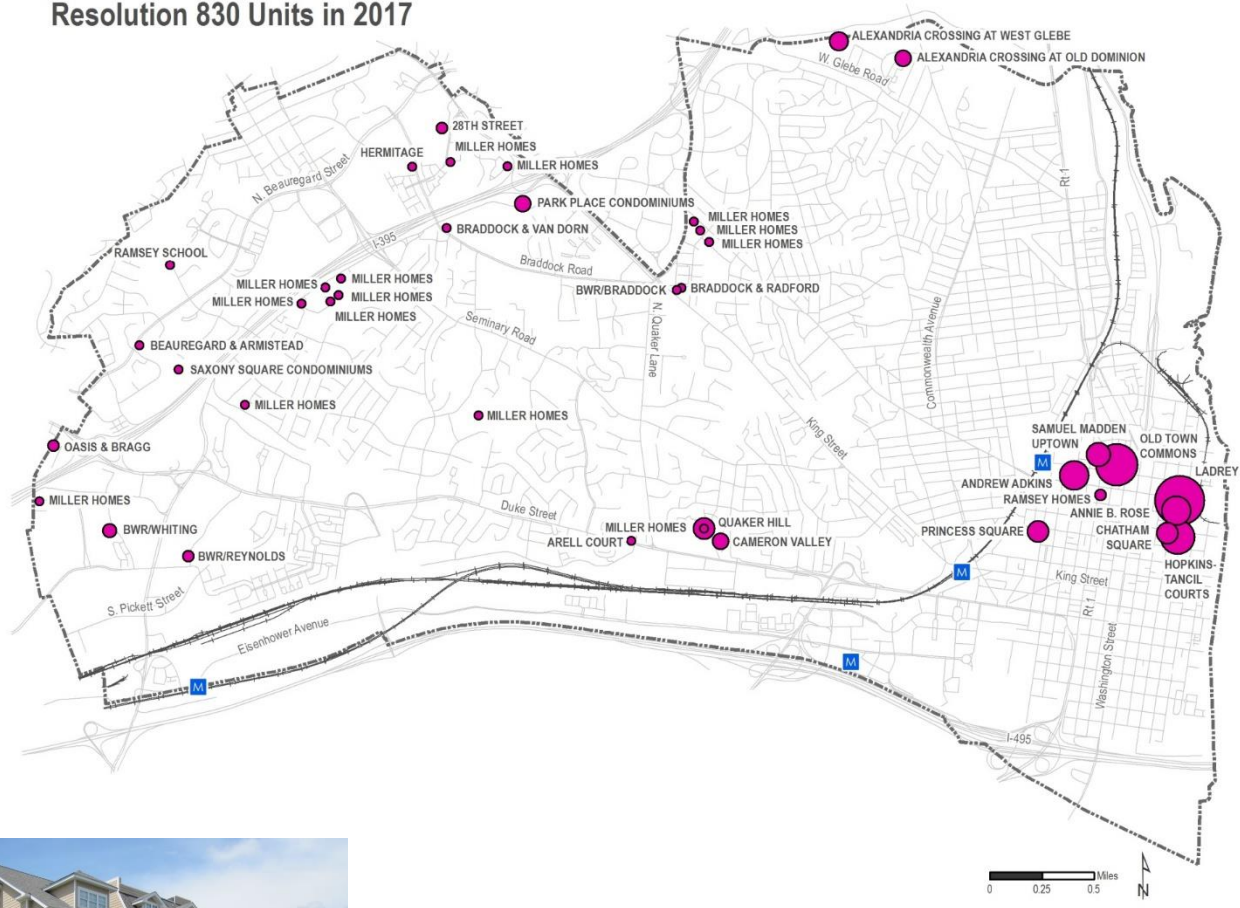 Resolution 830 Units in 2017
ALEXANDRIA CROSSING AT WEST GLEBE
W. Glebe Road
ALEXANDRIA CROSSING AT OLD DOMINION
28TH STREET
MILLER HOMES
HERMITAGE
MILLER HOMES
N. Beauregard Street
Rt 1
PARK PLACE CONDOMINIUMS
MILLER HOMES
MILLER HOMES
MILLER HOMES
BRADDOCK & VAN DORN
I-395
RAMSEY SCHOOL
Braddock Road
MILLER HOMES
MILLER HOMES
MILLER HOMES
MILLER HOMES
MILLER HOMES
BWR/BRADDOCK
BRADDOCK & RADFORD
N. Quaker Lane
Seminary Road
Commonwealth Avenue
BEAUREGARD & ARMISTEAD
SAXONY SQUARE CONDOMINIUMS
MILLER HOMES
MILLER HOMES
King Street
OASIS & BRAGG
SAMUEL MADDEN
UPTOWN
OLD TOWN
COMMONS
M
LADREY
ANDREW ADKINS
RAMSEY HOMES
MILLER HOMES
Duke Street
ANNIE B. ROSE
BWR/WHITING
MILLER HOMES
QUAKER HILL
PRINCESS SQUARE
CHATHAM
SQUARE
ARELL COURT
CAMERON VALLEY
BWR/REYNOLDS
HOPKINS-
TANCIL
COURTS
M
King Street
S. Pickett Street
Rt 1
Eisenhower Avenue
Washington Street
M
M
I-495
Miles
0 0.25 0.5
N